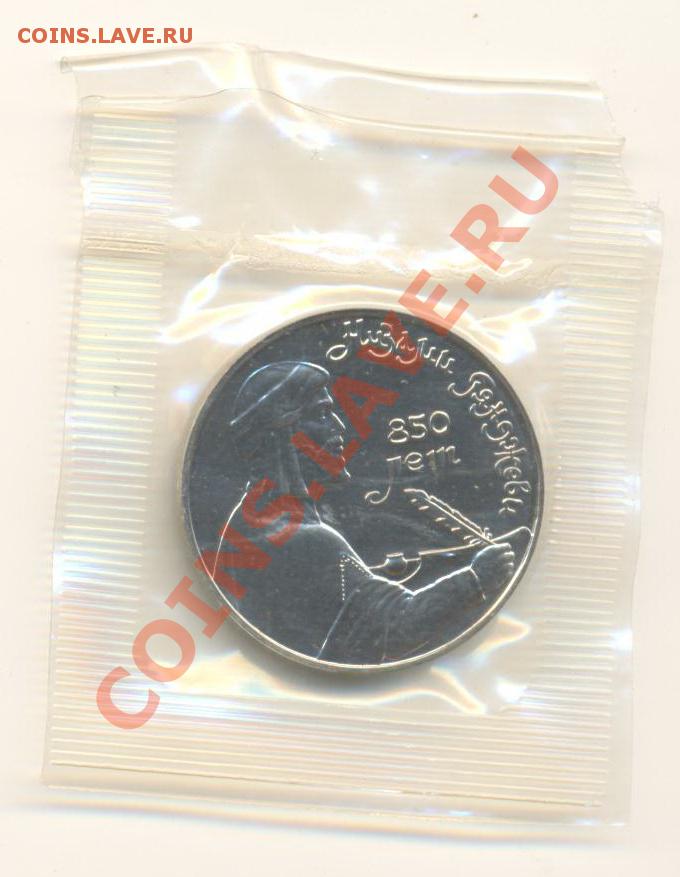 COINS.LAVE.RU
Низами Гянджеви
850
лет
COINS.LAVE.RU